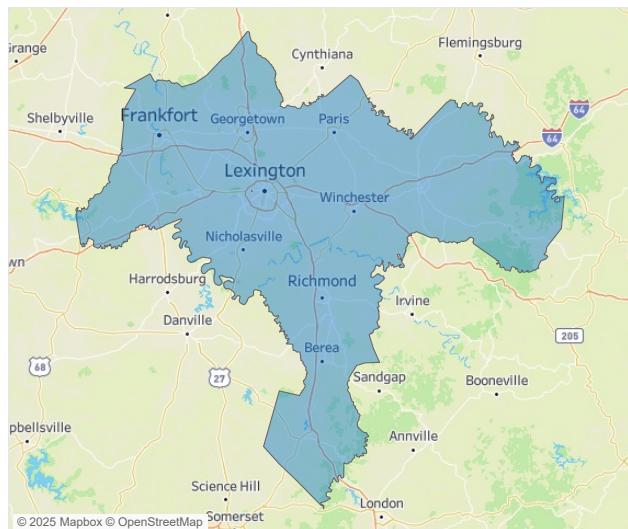 Grange
Cynthiana
Flemingsburg
Shelbyville
Frankfort
Georgetown
Paris
64
64
Lexington
Winchester
Nicholasville
Harrodsburg
Richmond
Irvine
Danville
205
Berea
68
27
Sandgap
Booneville
pbellsville
Annville
Science Hill
Somerset
London
© 2025 Mapbox © OpenStreetMap